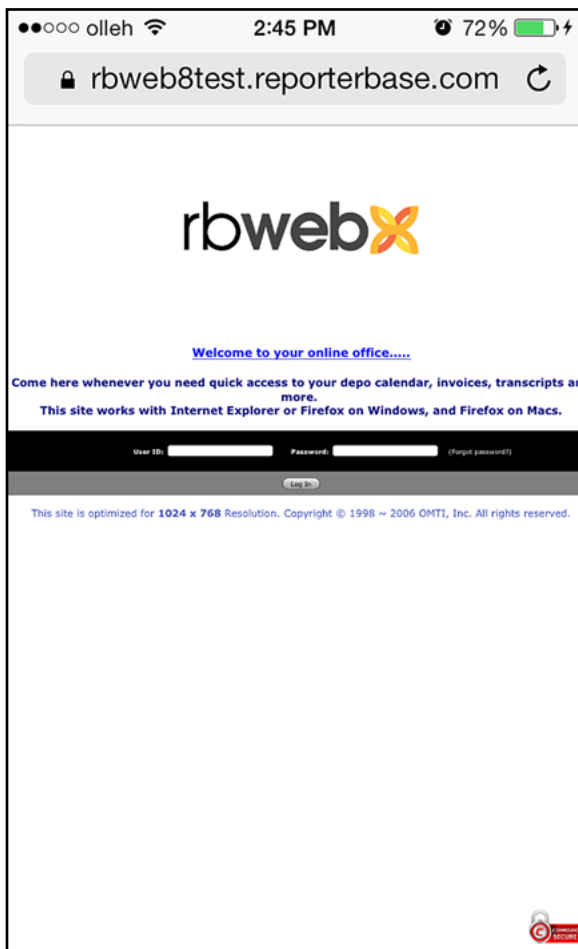 olleh 2:45 PM 72%
rbweb8test.reporterbase.com
rbweb
Welcome to your online office.....
Come here whenever you need quick access to your depo calendar, invoices, transcripts an
more.
This site works with Internet Explorer or Firefox on Windows, and Firefox on Macs.
User ID: Password: (Forgot password?)
Log In
This site is optimized for 1024 x 768 Resolution. Copyright © 1998 ~ 2006 OMTI, Inc. All rights reserved.
COMODO
SECURE